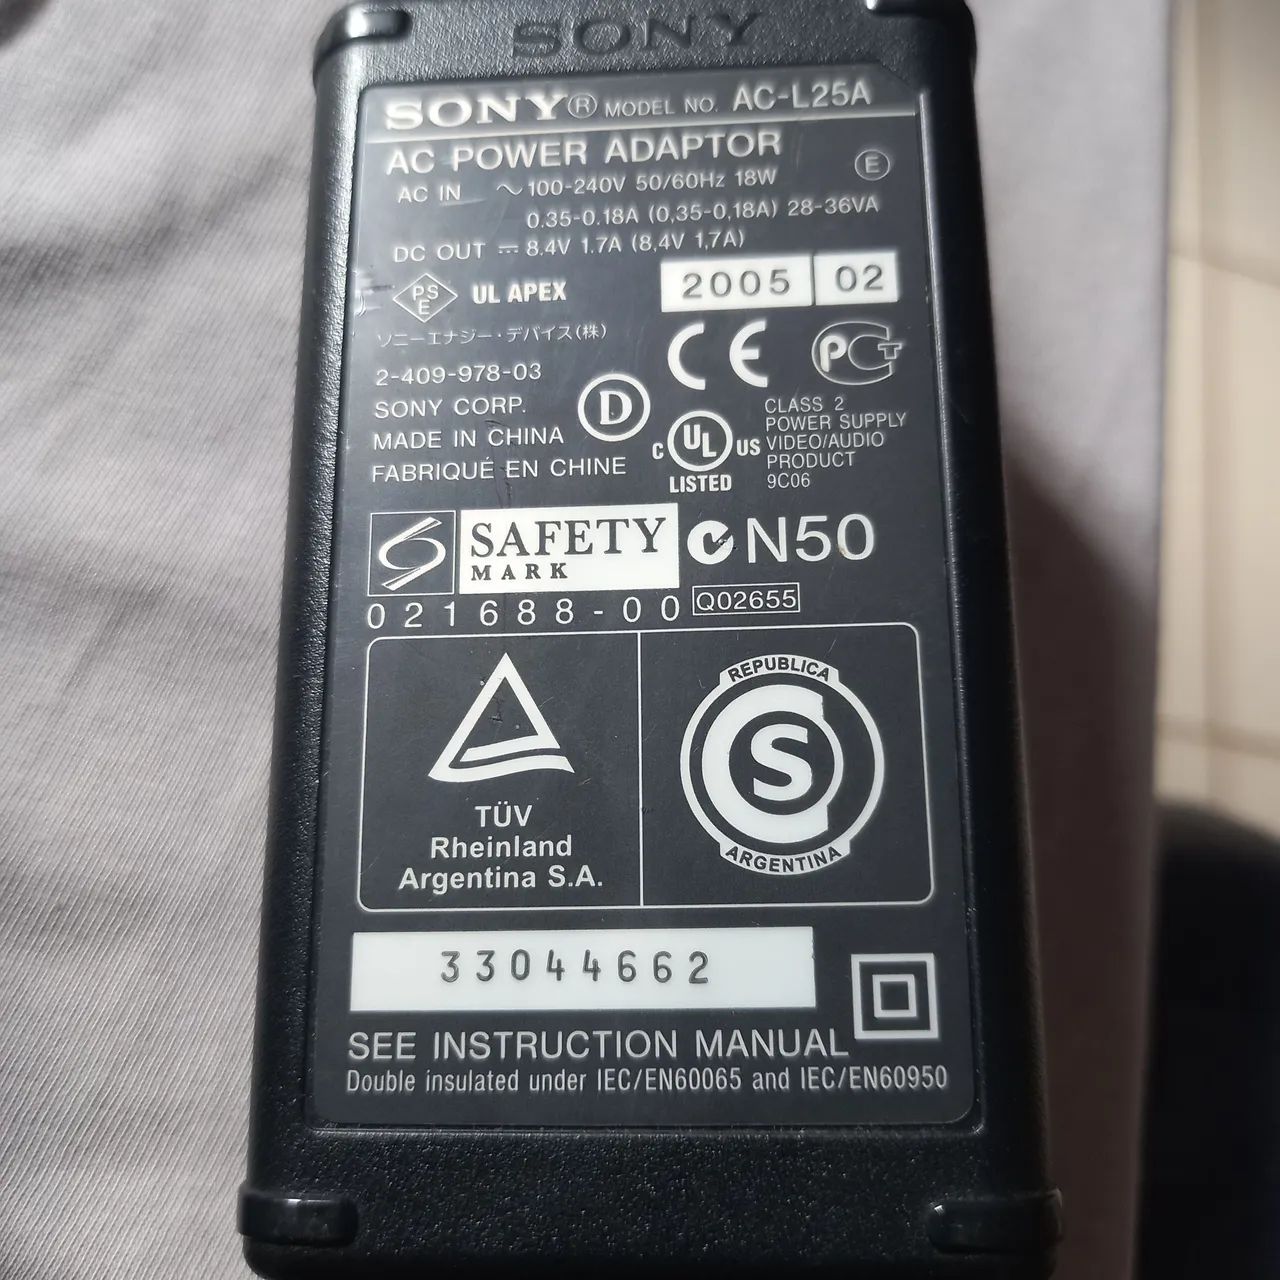 SONY
SONY® MODEL NO. AC-L25A
AC POWER ADAPTOR
E
AC IN ～100-240V 50/60Hz 18W
0.35-0.18A (0,35-0,18A) 28-36VA
DC OUT ⎓ 8.4V 1.7A (8,4V 1,7A)
PSE UL APEX
2005 02
ソニーエナジー・デバイス(株)
CE PCT
2-409-978-03
SONY CORP.
MADE IN CHINA
FABRIQUÉ EN CHINE
D
C UL US
LISTED
CLASS 2
POWER SUPPLY
VIDEO/AUDIO
PRODUCT
9C06
SAFETY
MARK
N50
021688-00 Q02655
TÜV
Rheinland
Argentina S.A.
REPUBLICA
S
ARGENTINA
33044662
SEE INSTRUCTION MANUAL
Double insulated under IEC/EN60065 and IEC/EN60950